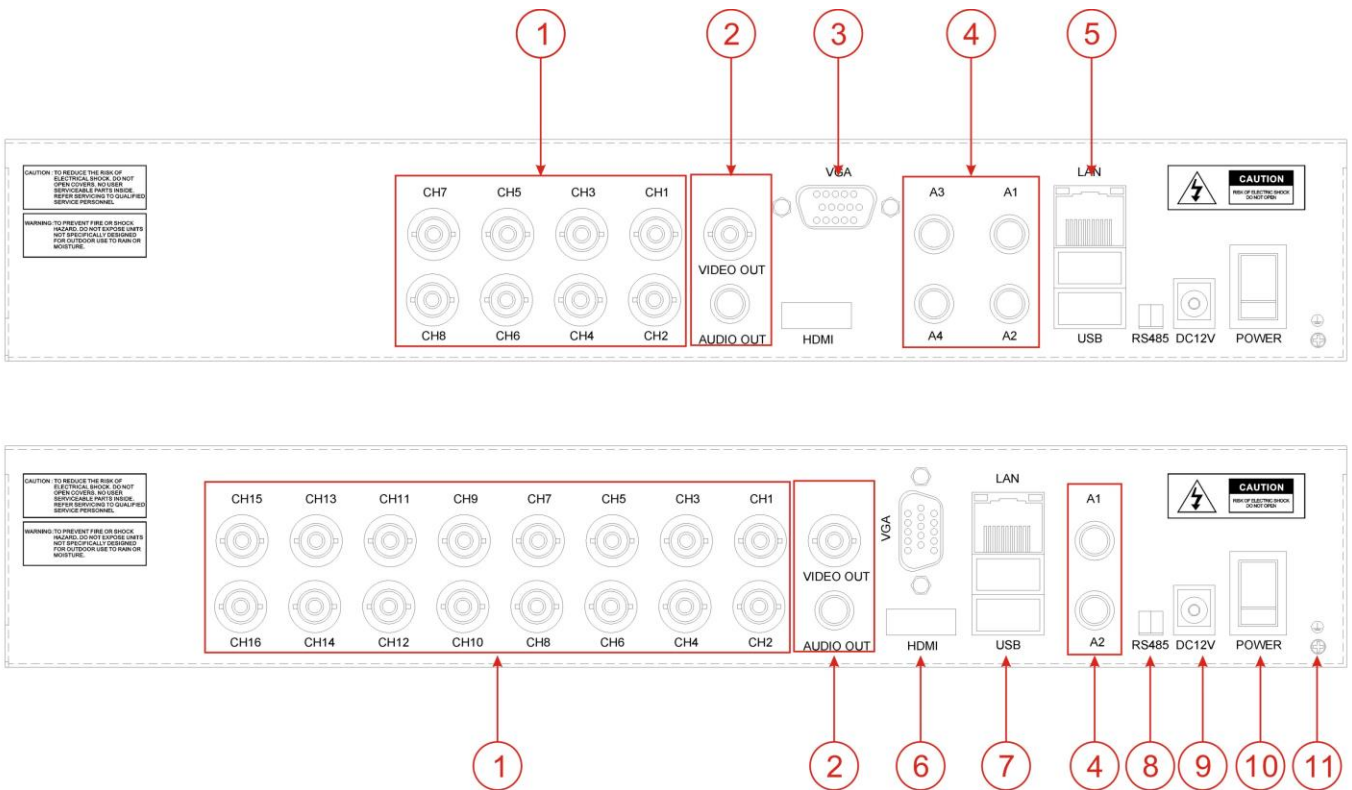 1 2 3 4 5
CAUTION : TO REDUCE THE RISK OF
ELECTRICAL SHOCK. DO NOT
OPEN COVERS. NO USER
SERVICEABLE PARTS INSIDE.
REFER SERVICING TO QUALIFIED
SERVICE PERSONNEL
WARNING: TO PREVENT FIRE OR SHOCK
HAZARD. DO NOT EXPOSE UNITS
NOT SPECIFICALLY DESIGNED
FOR OUTDOOR USE TO RAIN OR
MOISTURE.
CH7 CH5 CH3 CH1
CH8 CH6 CH4 CH2
VIDEO OUT
AUDIO OUT
VGA
HDMI
A3 A1
A4 A2
LAN
USB
RS485 DC12V POWER
CAUTION
RISK OF ELECTRIC SHOCK
DO NOT OPEN
CAUTION : TO REDUCE THE RISK OF
ELECTRICAL SHOCK. DO NOT
OPEN COVERS. NO USER
SERVICEABLE PARTS INSIDE.
REFER SERVICING TO QUALIFIED
SERVICE PERSONNEL
WARNING: TO PREVENT FIRE OR SHOCK
HAZARD. DO NOT EXPOSE UNITS
NOT SPECIFICALLY DESIGNED
FOR OUTDOOR USE TO RAIN OR
MOISTURE.
CH15 CH13 CH11 CH9 CH7 CH5 CH3 CH1
CH16 CH14 CH12 CH10 CH8 CH6 CH4 CH2
VIDEO OUT
AUDIO OUT
VGA
HDMI
LAN
USB
A1
A2
RS485 DC12V POWER
CAUTION
RISK OF ELECTRIC SHOCK
DO NOT OPEN
1 2 6 7 4 8 9 10 11